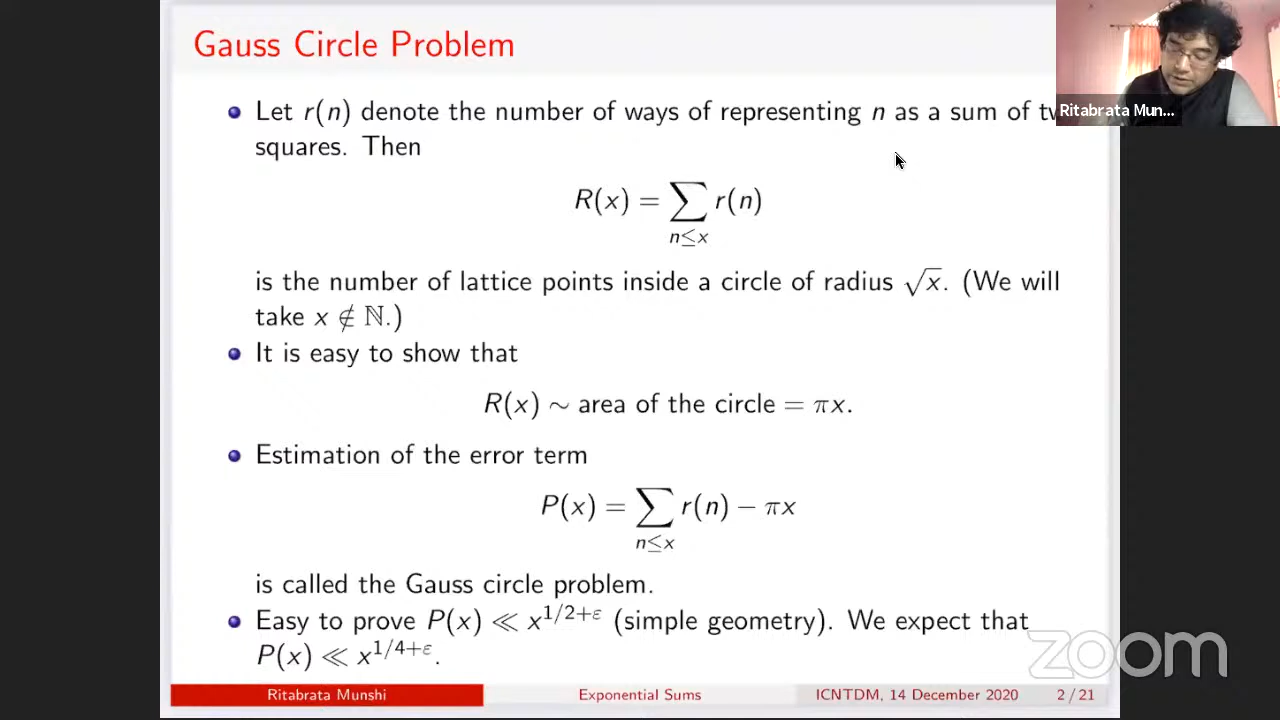 Gauss Circle Problem
Let r(n) denote the number of ways of representing n as a sum of
squares. Then
R(x) = ∑ r(n)
n≤x
is the number of lattice points inside a circle of radius √x. (We will
take x ∉ ℕ.)
It is easy to show that
R(x) ∼ area of the circle = πx.
Estimation of the error term
P(x) = ∑ r(n) − πx
n≤x
is called the Gauss circle problem.
Easy to prove P(x) ≪ x^{1/2+ε} (simple geometry). We expect that
P(x) ≪ x^{1/4+ε}.
Ritabrata Munshi Exponential Sums ICNTDM, 14 December 2020 2 / 21
Ritabrata Mun...
zoom